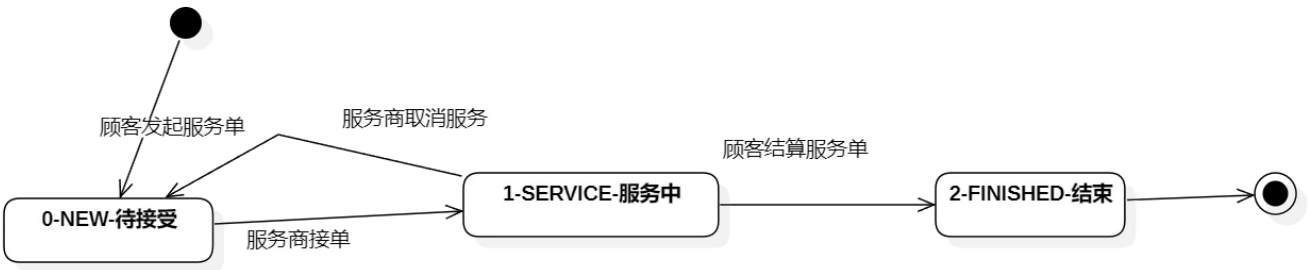 顾客发起服务单
服务商取消服务
顾客结算服务单
0-NEW-待接受
1-SERVICE-服务中
2-FINISHED-结束
服务商接单